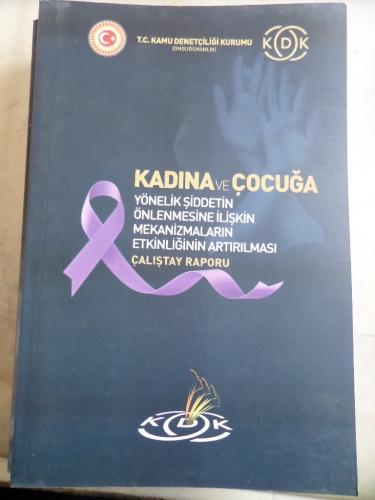 T.C. KAMU DENETÇİLİĞİ KURUMU
(OMBUDSMANLIK)
KDK
KADINA VE ÇOCUĞA
YÖNELİK ŞİDDETİN
ÖNLENMESİNE İLİŞKİN
MEKANİZMALARIN
ETKİNLİĞİNİN ARTIRILMASI
ÇALIŞTAY RAPORU
KDK